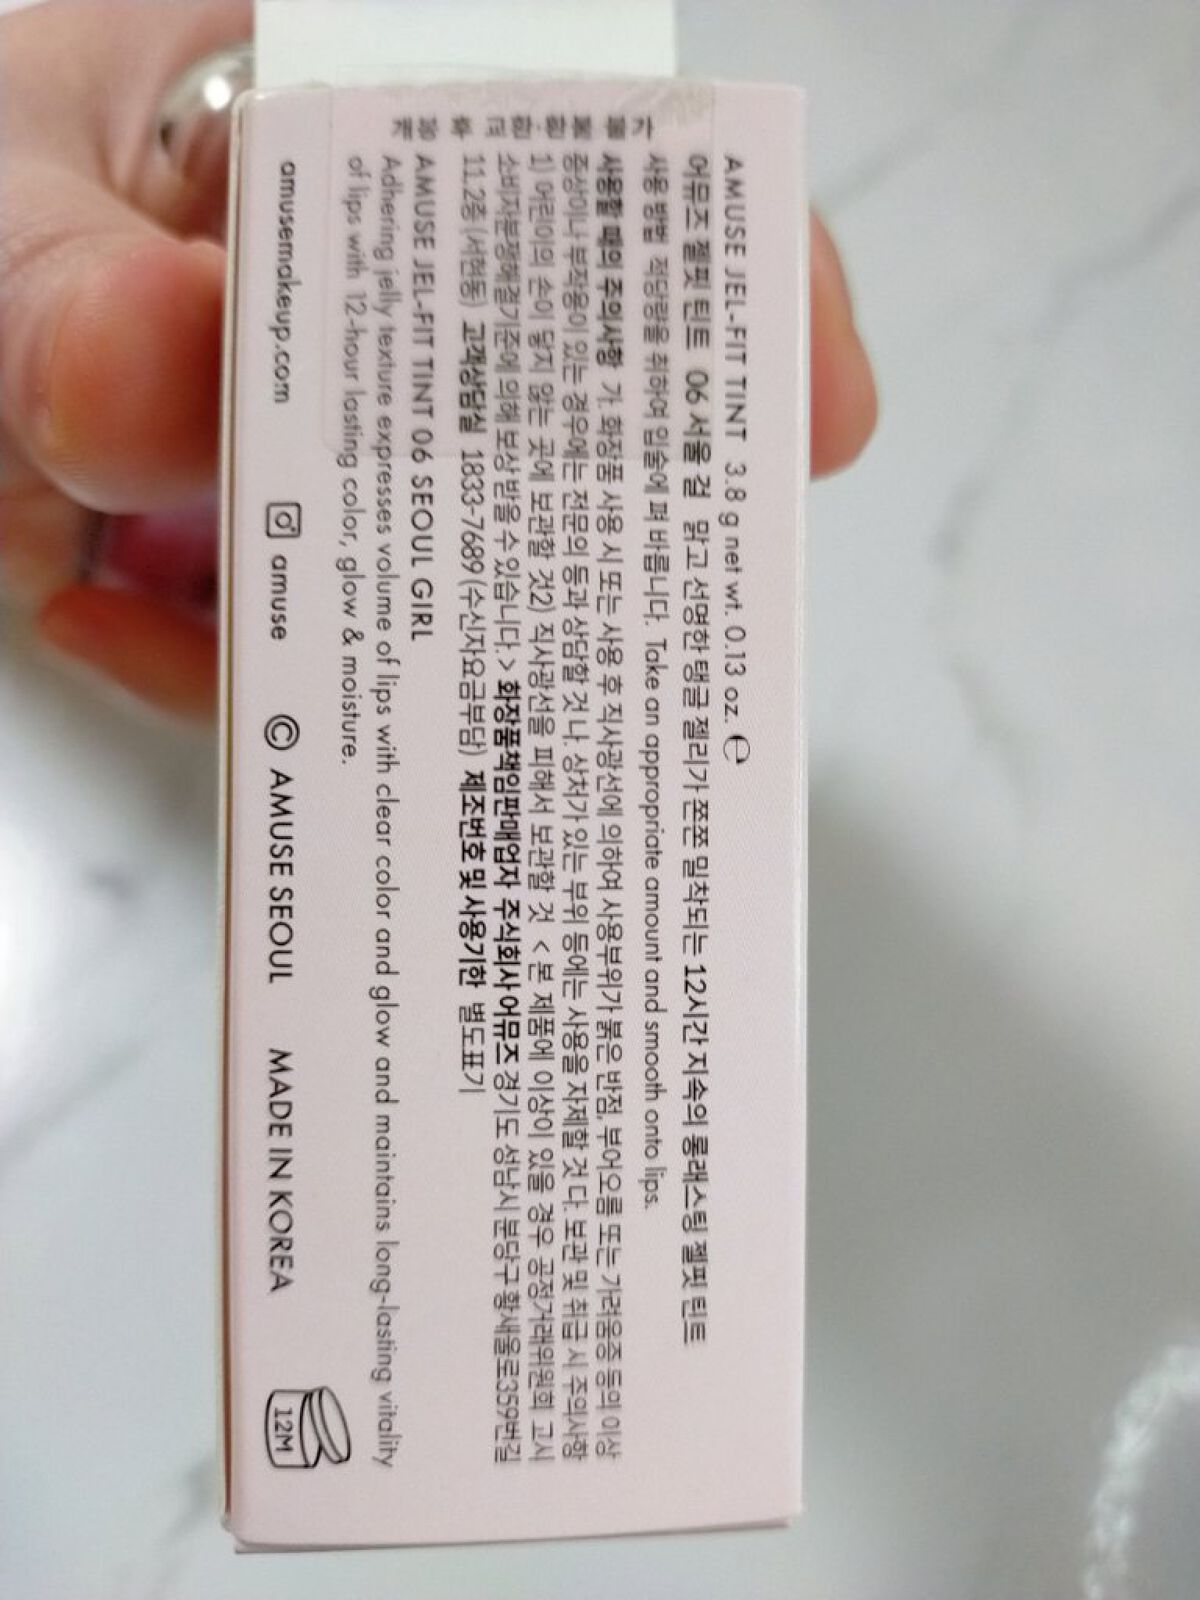 AMUSE JEL-FIT TINT 3.8 g net wt. 0.13 oz. ℮
어뮤즈 젤핏 틴트 06 서울 걸 맑고 선명한 탱글 젤리가 쫀쫀 밀착되는 12시간 지속의 롱래스팅 젤핏 틴트
사용 방법 적당량을 취하여 입술에 펴 바릅니다. Take an appropriate amount and smooth onto lips.
사용할 때의 주의사항 가. 화장품 사용 시 또는 사용 후 직사광선에 의하여 사용부위가 붉은 반점, 부어오름 또는 가려움증 등의 이상
증상이나 부작용이 있는 경우에는 전문의 등과 상담할 것 나. 상처가 있는 부위 등에는 사용을 자제할 것 다. 보관 및 취급 시 주의사항
1) 어린이의 손이 닿지 않는 곳에 보관할 것2) 직사광선을 피해서 보관할 것 < 본 제품에 이상이 있을 경우 공정거래위원회 고시
소비자분쟁해결기준에 의해 보상 받을 수 있습니다. > 화장품책임판매업자 주식회사 어뮤즈 경기도 성남시 분당구 황새울로359번길
11, 2층 (서현동) 고객상담실 1833-7689 (수신자요금부담) 제조번호 및 사용기한 별도표기
AMUSE JEL-FIT TINT 06 SEOUL GIRL
Adhering jelly texture expresses volume of lips with clear color and glow and maintains long-lasting vitality
of lips with 12-hour lasting color, glow & moisture.
amusemakeup.com amuse © AMUSE SEOUL MADE IN KOREA 12M
개봉 후 교환·환불 불가